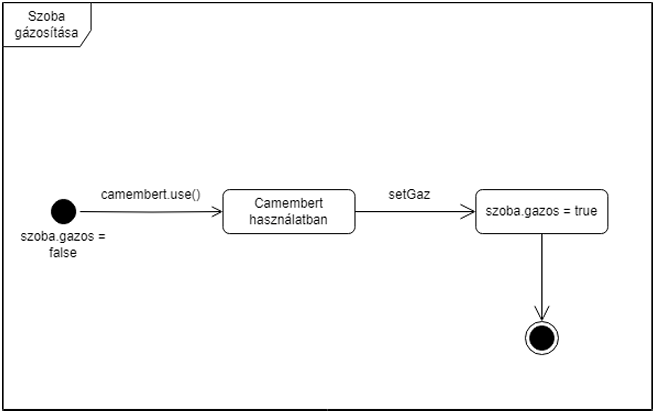 Szoba
gázosítása
camembert.use()
setGaz
Camembert
használatban
szoba.gazos = true
szoba.gazos =
false